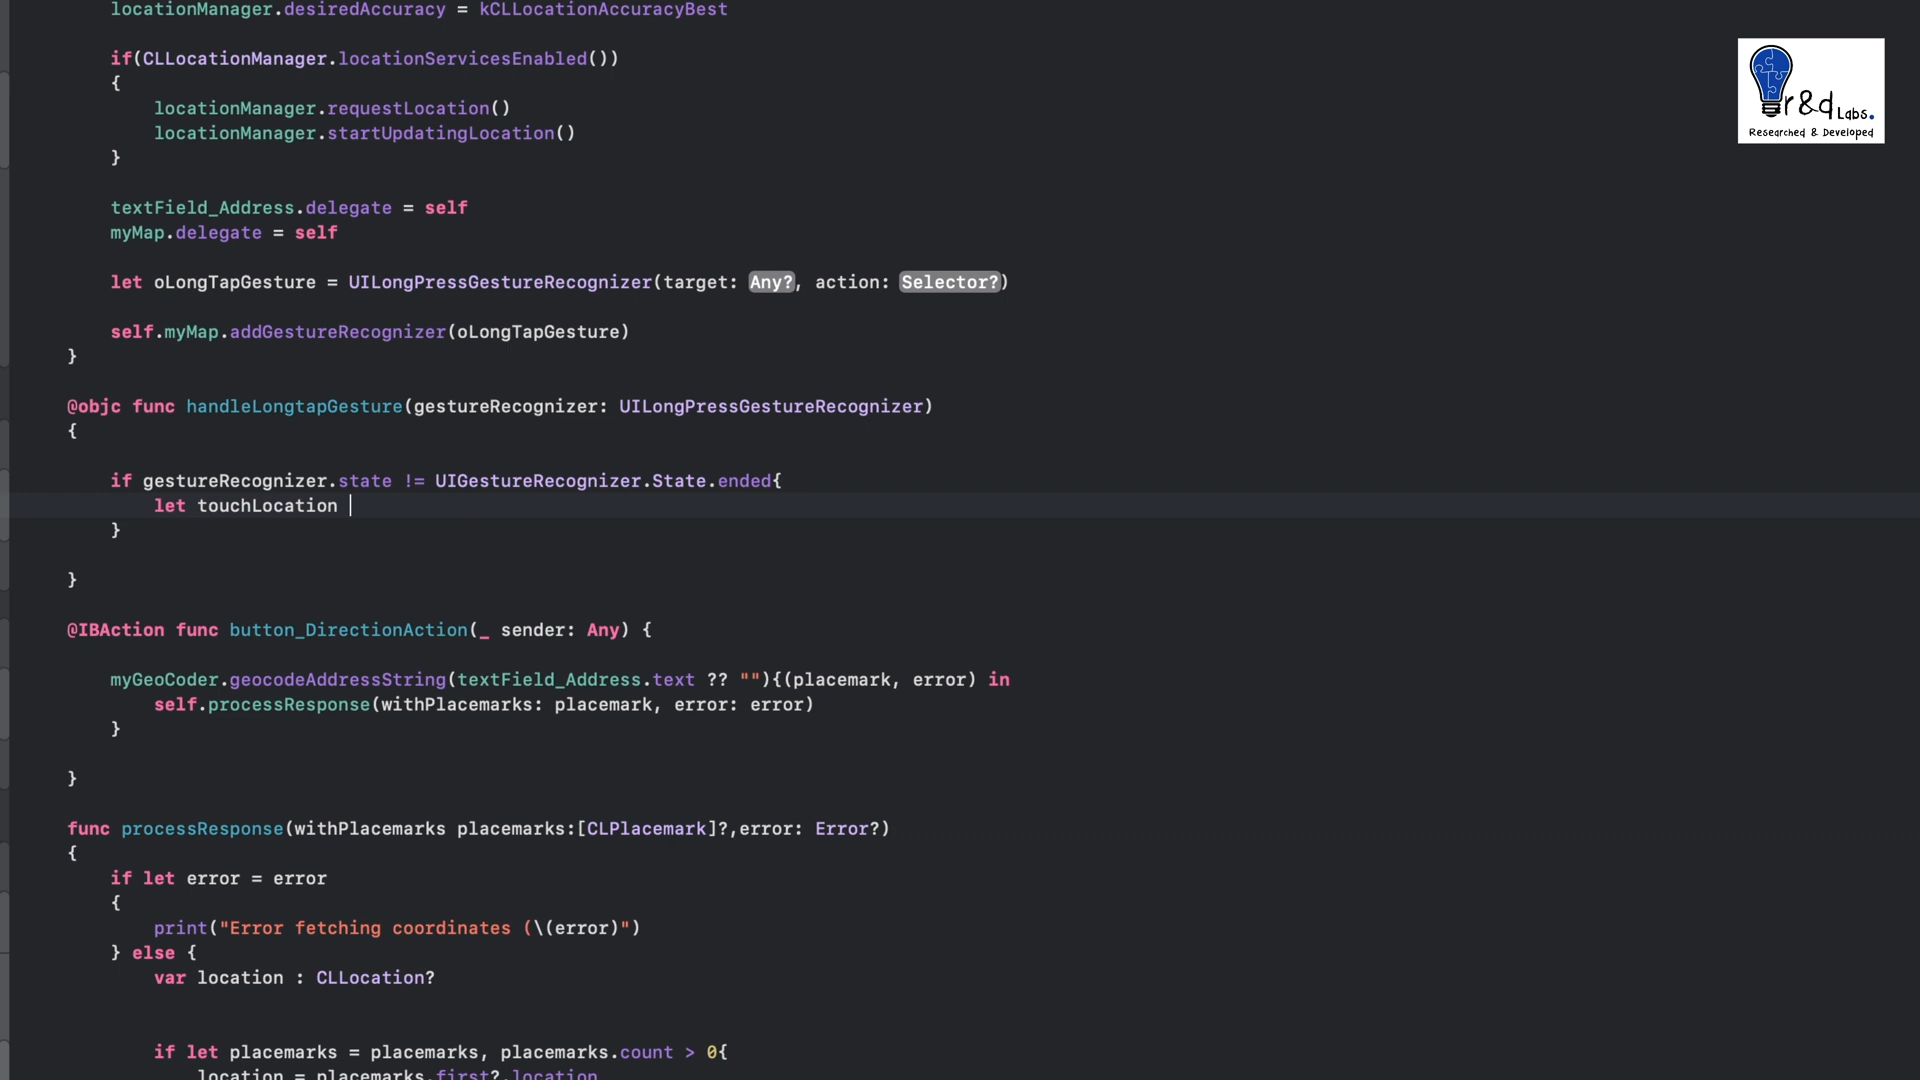 locationManager.desiredAccuracy = kCLLocationAccuracyBest
if(CLLocationManager.locationServicesEnabled())
{
locationManager.requestLocation()
locationManager.startUpdatingLocation()
}
textField_Address.delegate = self
myMap.delegate = self
let oLongTapGesture = UILongPressGestureRecognizer(target: Any?, action: Selector?)
self.myMap.addGestureRecognizer(oLongTapGesture)
}
@objc func handleLongtapGesture(gestureRecognizer: UILongPressGestureRecognizer)
{
if gestureRecognizer.state != UIGestureRecognizer.State.ended{
let touchLocation
}
}
@IBAction func button_DirectionAction(_ sender: Any) {
myGeoCoder.geocodeAddressString(textField_Address.text ?? ""){(placemark, error) in
self.processResponse(withPlacemarks: placemark, error: error)
}
}
func processResponse(withPlacemarks placemarks:[CLPlacemark]?,error: Error?)
{
if let error = error
{
print("Error fetching coordinates (\(error)")
} else {
var location : CLLocation?
if let placemarks = placemarks, placemarks.count > 0{
location = placemarks.first?.location
r&d Labs.
Researched & Developed